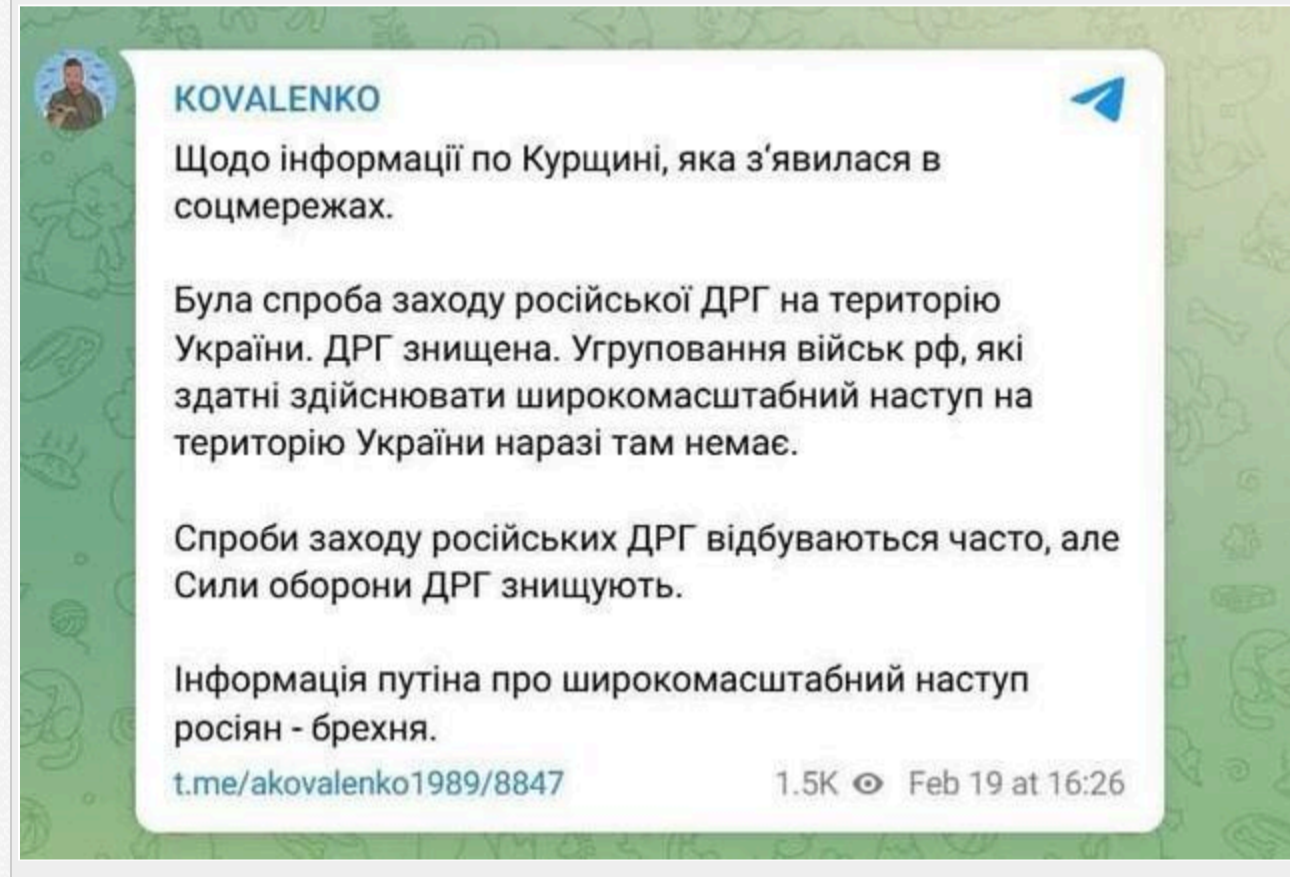 KOVALENKO
Щодо інформації по Курщині, яка з'явилася в
соцмережах.
Була спроба заходу російської ДРГ на територію
України. ДРГ знищена. Угруповання військ рф, які
здатні здійснювати широкомасштабний наступ на
територію України наразі там немає.
Спроби заходу російських ДРГ відбуваються часто, але
Сили оборони ДРГ знищують.
Інформація путіна про широкомасштабний наступ
росіян - брехня.
t.me/akovalenko1989/8847 1.5K Feb 19 at 16:26